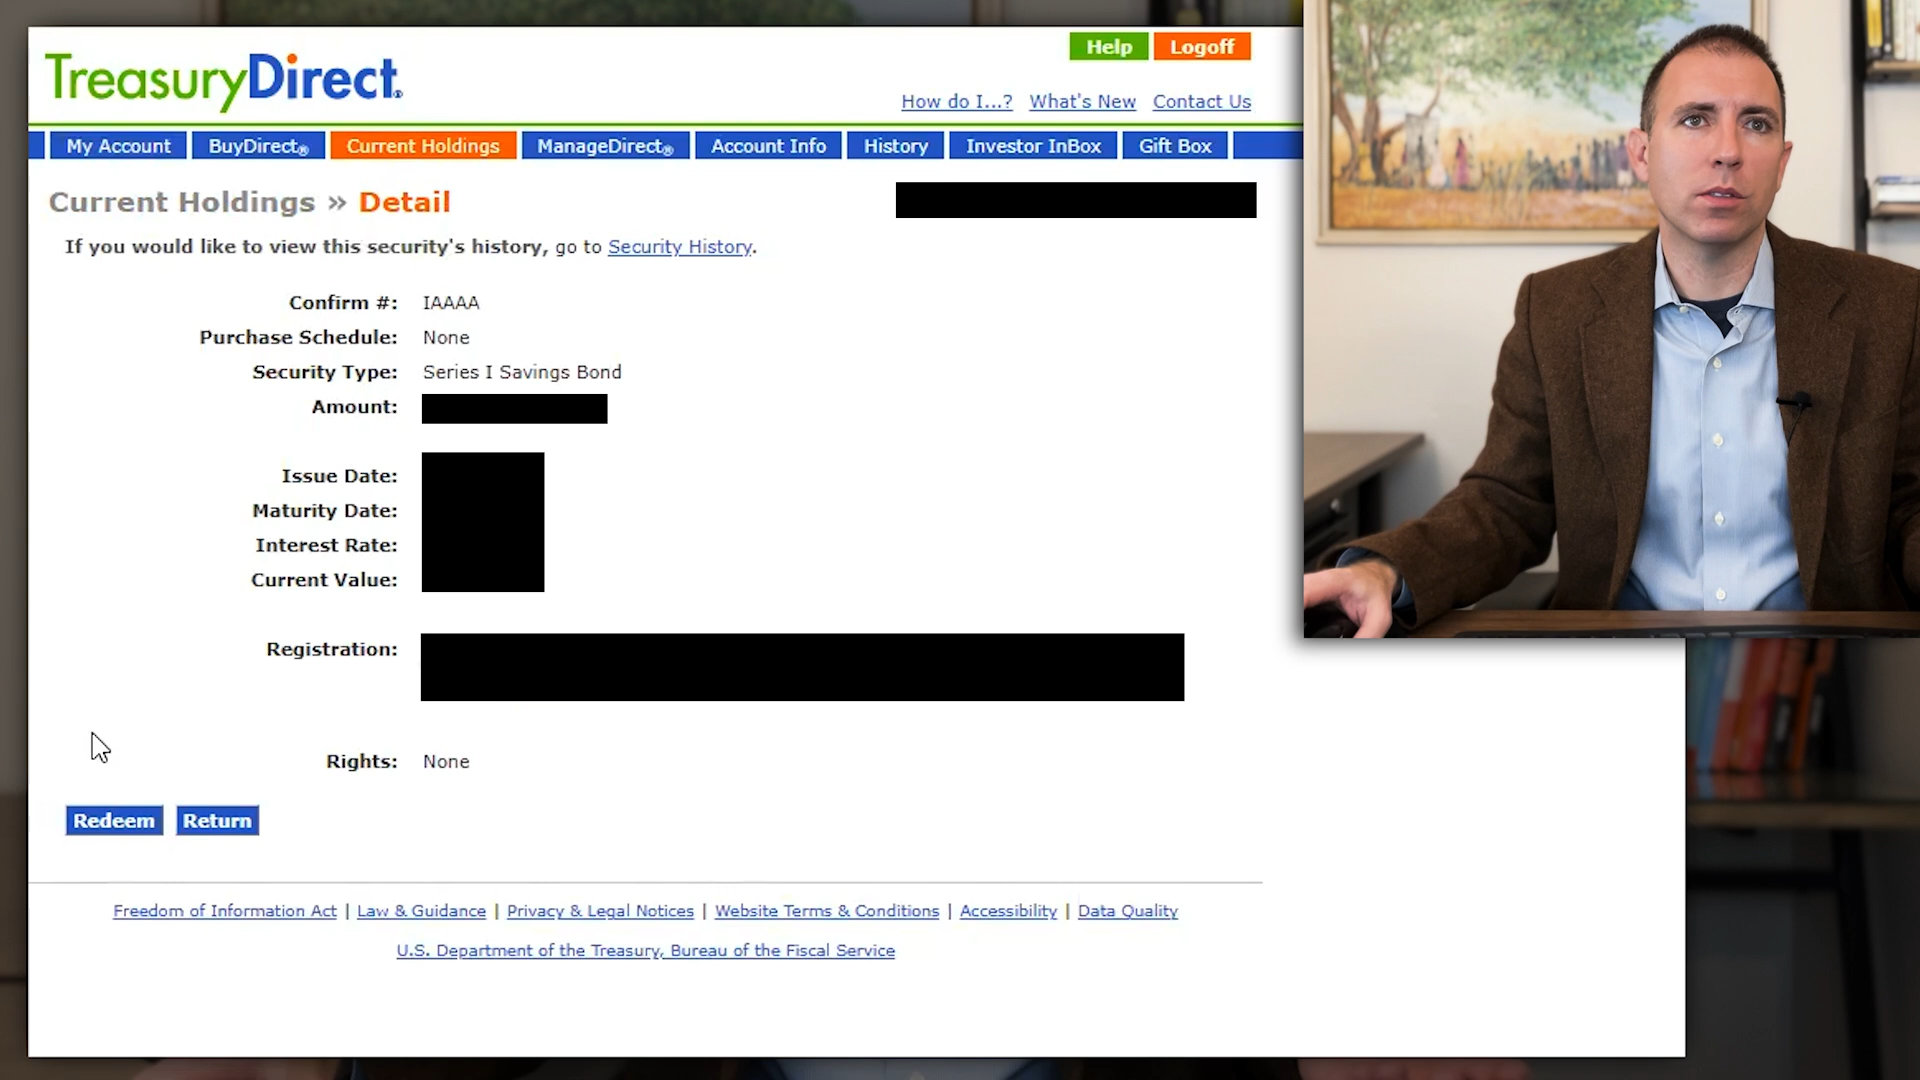 TreasuryDirect®
Help Logoff
How do I...? What's New Contact Us
My Account BuyDirect® Current Holdings ManageDirect® Account Info History Investor InBox Gift Box
Current Holdings » Detail
If you would like to view this security's history, go to Security History.
Confirm #: IAAAA
Purchase Schedule: None
Security Type: Series I Savings Bond
Amount:
Issue Date:
Maturity Date:
Interest Rate:
Current Value:
Registration:
Rights: None
Redeem Return
Freedom of Information Act | Law & Guidance | Privacy & Legal Notices | Website Terms & Conditions | Accessibility | Data Quality
U.S. Department of the Treasury, Bureau of the Fiscal Service